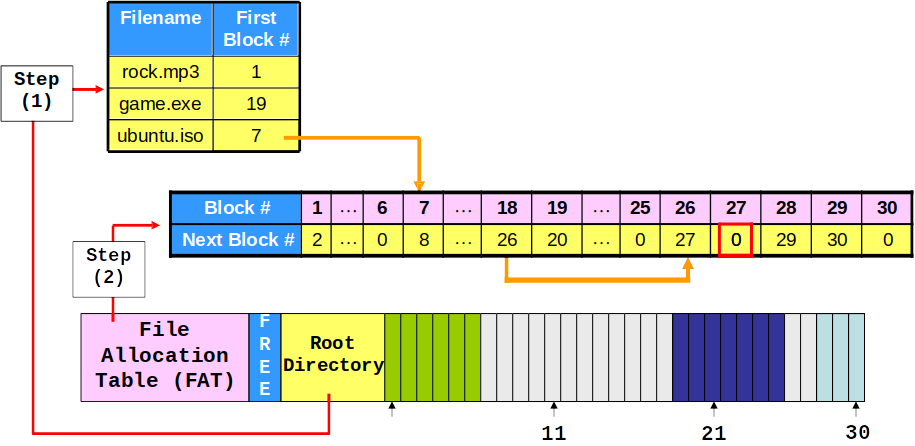 Filename First
Block #
rock.mp3 1
game.exe 19
ubuntu.iso 7
Step
(1)
Block # 1 ... 6 7 ... 18 19 ... 25 26 27 28 29 30
Next Block # 2 ... 0 8 ... 26 20 ... 0 27 0 29 30 0
Step
(2)
File
Allocation
Table (FAT)
F
R
E
E
Root
Directory
11 21 30